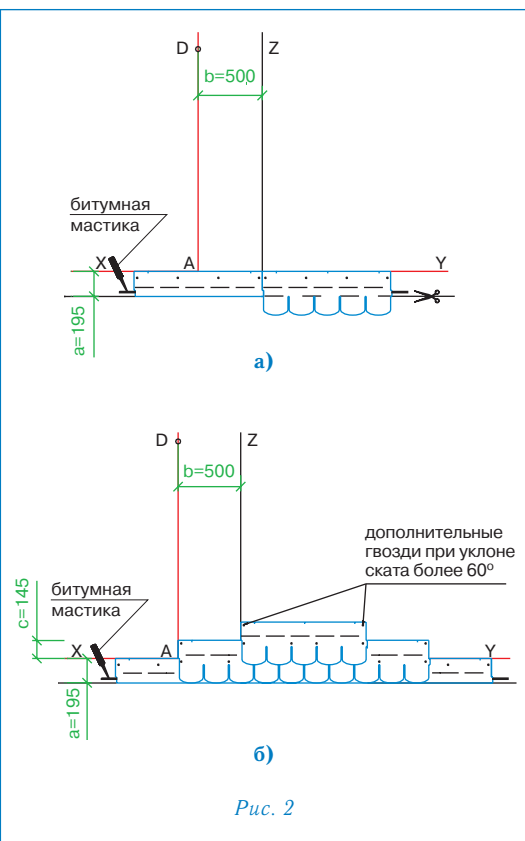 D
Z
b=500
битумная
мастика
X
A
Y
a=195
а)
D
Z
b=500
дополнительные
гвозди при уклоне
ската более 60º
c=145
битумная
мастика
X
A
Y
a=195
б)
Рис. 2